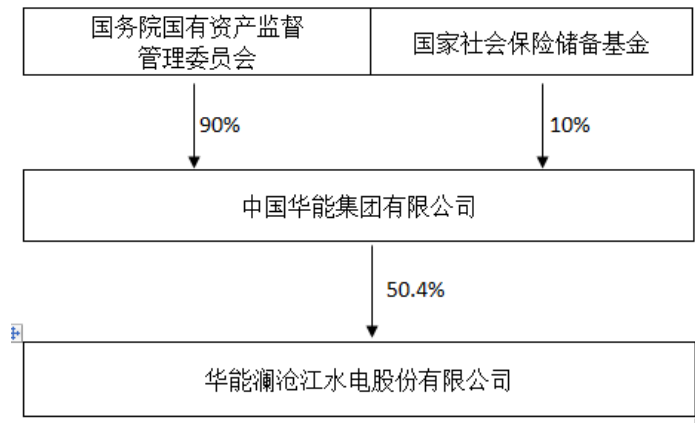 国务院国有资产监督
管理委员会
国家社会保险储备基金
90%
10%
中国华能集团有限公司
50.4%
华能澜沧江水电股份有限公司